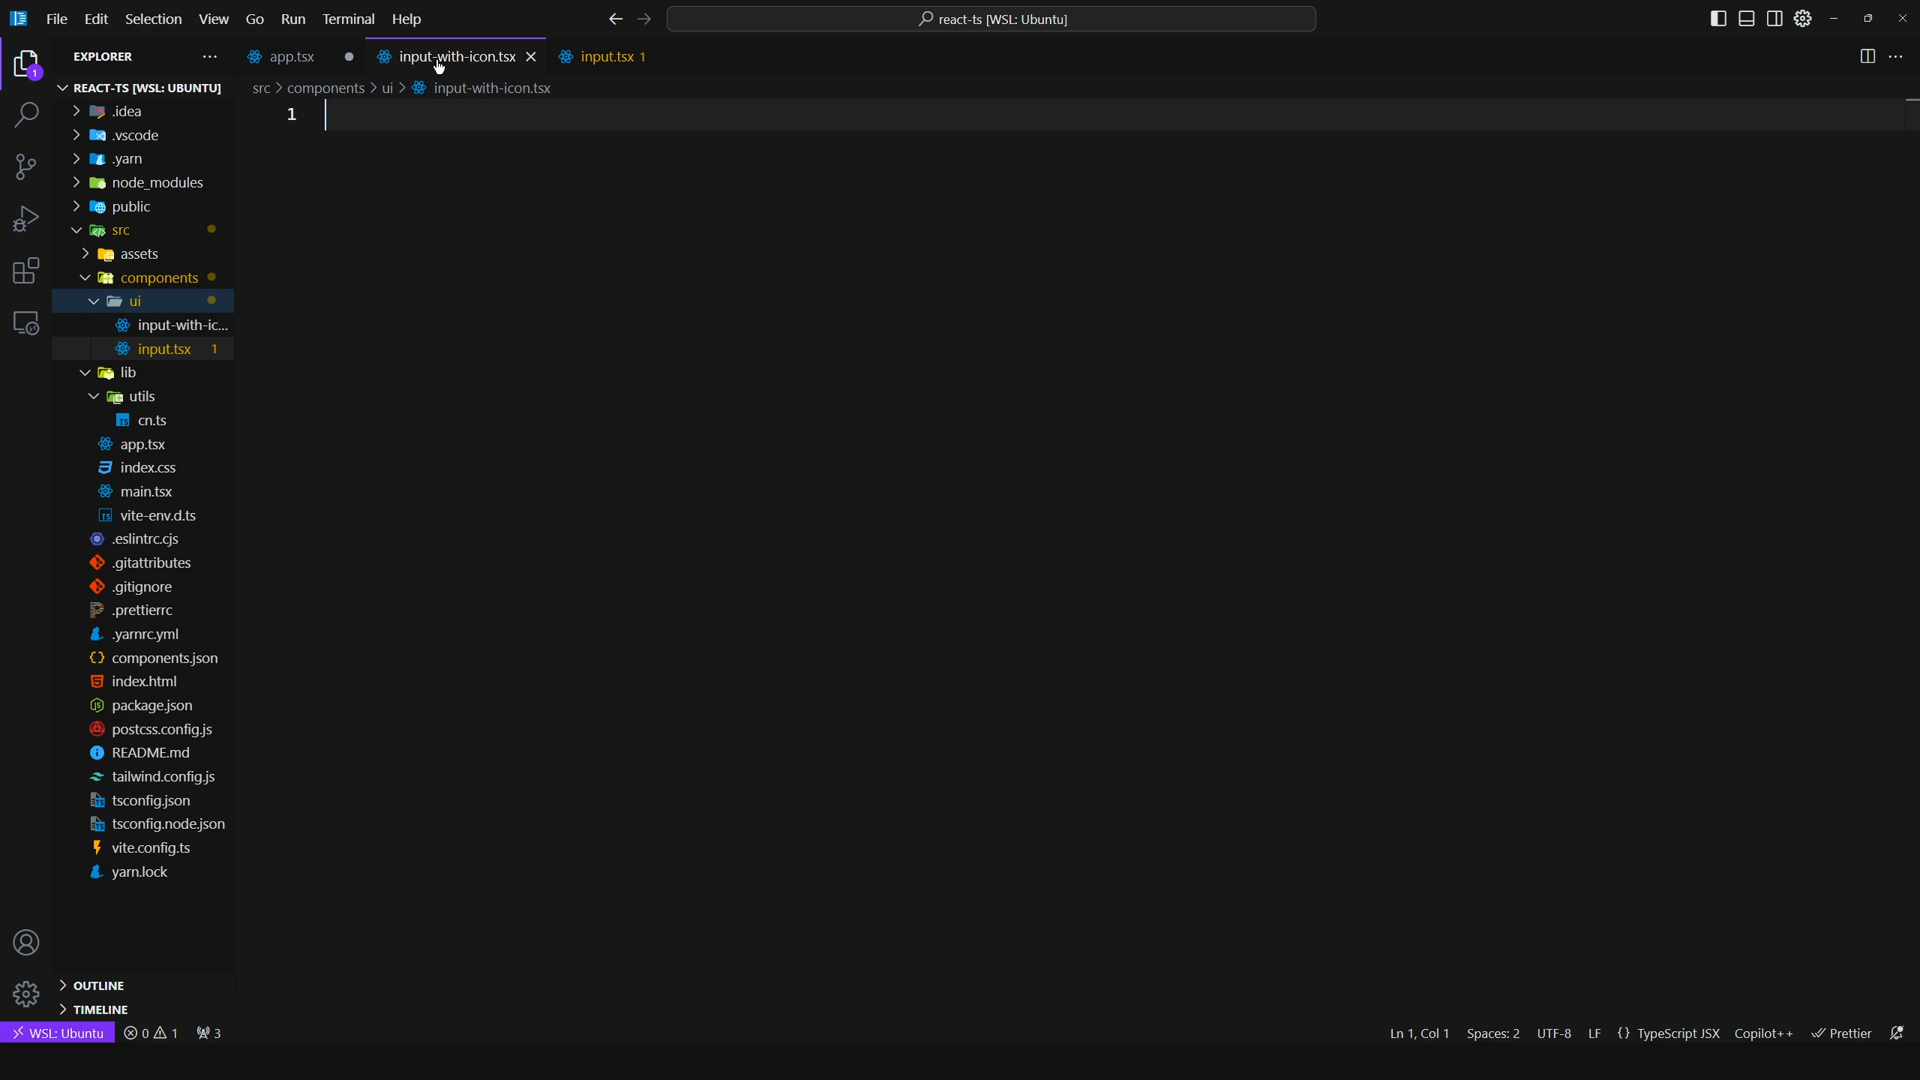 File Edit Selection View Go Run Terminal Help
react-ts [WSL: Ubuntu]
EXPLORER
app.tsx
input-with-icon.tsx
input.tsx 1
1
REACT-TS [WSL: UBUNTU]
src > components > ui > input-with-icon.tsx
1
.idea
.vscode
.yarn
node_modules
public
src
assets
components
ui
input-with-ic...
input.tsx 1
lib
utils
cn.ts
app.tsx
index.css
main.tsx
vite-env.d.ts
.eslintrc.cjs
.gitattributes
.gitignore
.prettierrc
.yarnrc.yml
components.json
index.html
package.json
postcss.config.js
README.md
tailwind.config.js
tsconfig.json
tsconfig.node.json
vite.config.ts
yarn.lock
OUTLINE
TIMELINE
WSL: Ubuntu 0 1 3
Ln 1, Col 1 Spaces: 2 UTF-8 LF {} TypeScript JSX Copilot++ Prettier